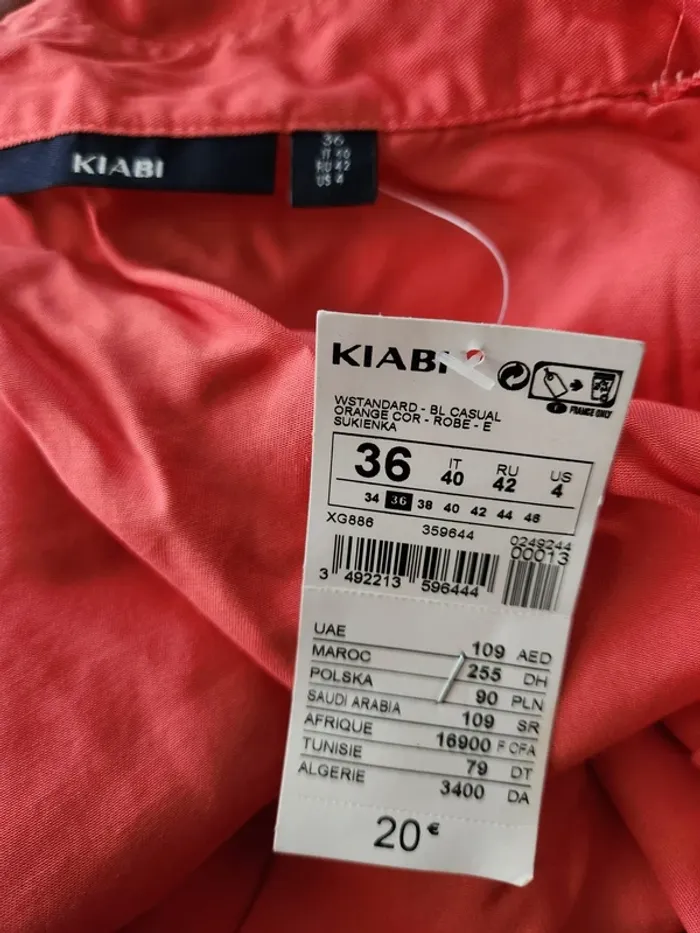 KIABI
36
IT 40
RU 42
US 4
KIABI
FRANCE ONLY
WSTANDARD - BL CASUAL
ORANGE COR - ROBE - E
SUKIENKA
36 IT 40 RU 42 US 4
34 36 38 40 42 44 46
XG886 359644 0249244
00013
3 492213 596444
UAE 109 AED
MAROC 255 DH
POLSKA 90 PLN
SAUDI ARABIA 109 SR
AFRIQUE 16900 F CFA
TUNISIE 79 DT
ALGERIE 3400 DA
20 €